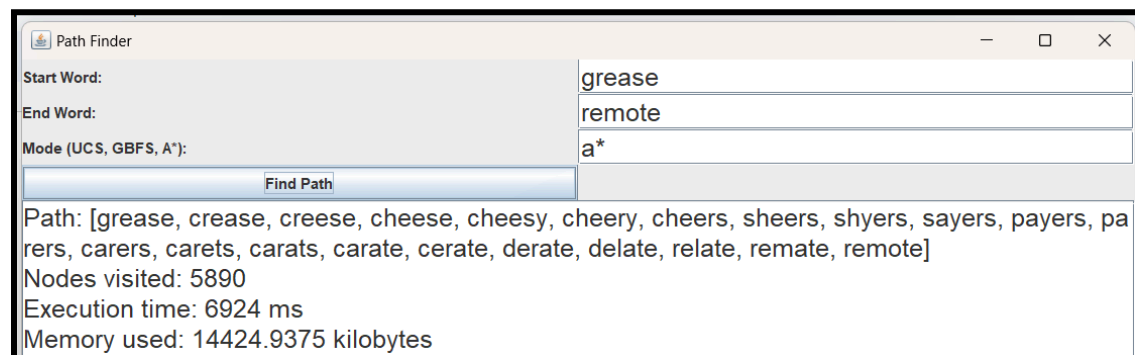 Path Finder
Start Word:
grease
End Word:
remote
Mode (UCS, GBFS, A*):
a*
Find Path
Path: [grease, crease, creese, cheese, cheesy, cheery, cheers, sheers, shyers, sayers, payers, pa
rers, carers, carets, carats, carate, cerate, derate, delate, relate, remate, remote]
Nodes visited: 5890
Execution time: 6924 ms
Memory used: 14424.9375 kilobytes